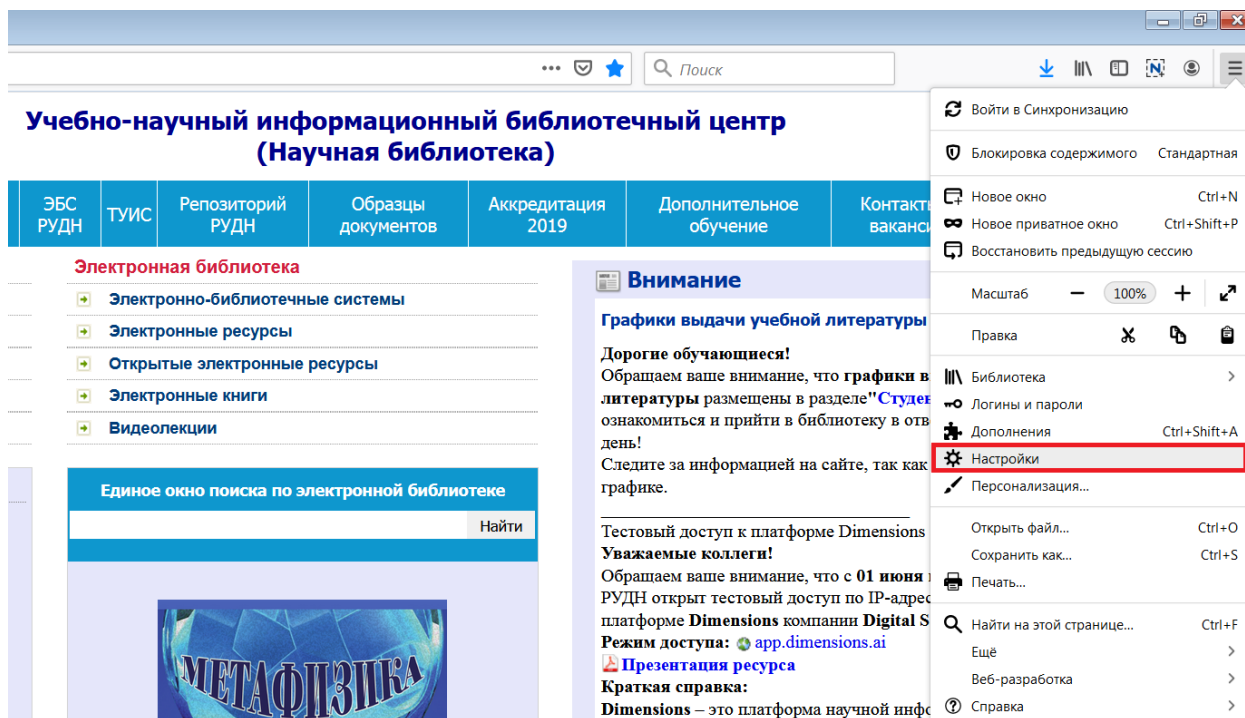 Поиск
Учебно-научный информационный библиотечный центр
(Научная библиотека)
ЭБС
РУДН
ТУИС
Репозиторий
РУДН
Образцы
документов
Аккредитация
2019
Дополнительное
обучение
Контакт
ваканс
Электронная библиотека
Электронно-библиотечные системы
Электронные ресурсы
Открытые электронные ресурсы
Электронные книги
Видеолекции
Единое окно поиска по электронной библиотеке
Найти
МЕТАФИЗИКА
Внимание
Графики выдачи учебной литературы
Дорогие обучающиеся!
Обращаем ваше внимание, что графики в
литературы размещены в разделе"Студен
ознакомиться и прийти в библиотеку в отв
день!
Следите за информацией на сайте, так как
графике.
Тестовый доступ к платформе Dimensions
Уважаемые коллеги!
Обращаем ваше внимание, что с 01 июня
РУДН открыт тестовый доступ по IP-адрес
платформе Dimensions компании Digital S
Режим доступа: app.dimensions.ai
Презентация ресурса
Краткая справка:
Dimensions – это платформа научной инфо
Войти в Синхронизацию
Блокировка содержимого Стандартная
Новое окно Ctrl+N
Новое приватное окно Ctrl+Shift+P
Восстановить предыдущую сессию
Масштаб − 100% +
Правка
Библиотека
Логины и пароли
Дополнения Ctrl+Shift+A
Настройки
Персонализация...
Открыть файл... Ctrl+O
Сохранить как... Ctrl+S
Печать...
Найти на этой странице... Ctrl+F
Ещё
Веб-разработка
Справка